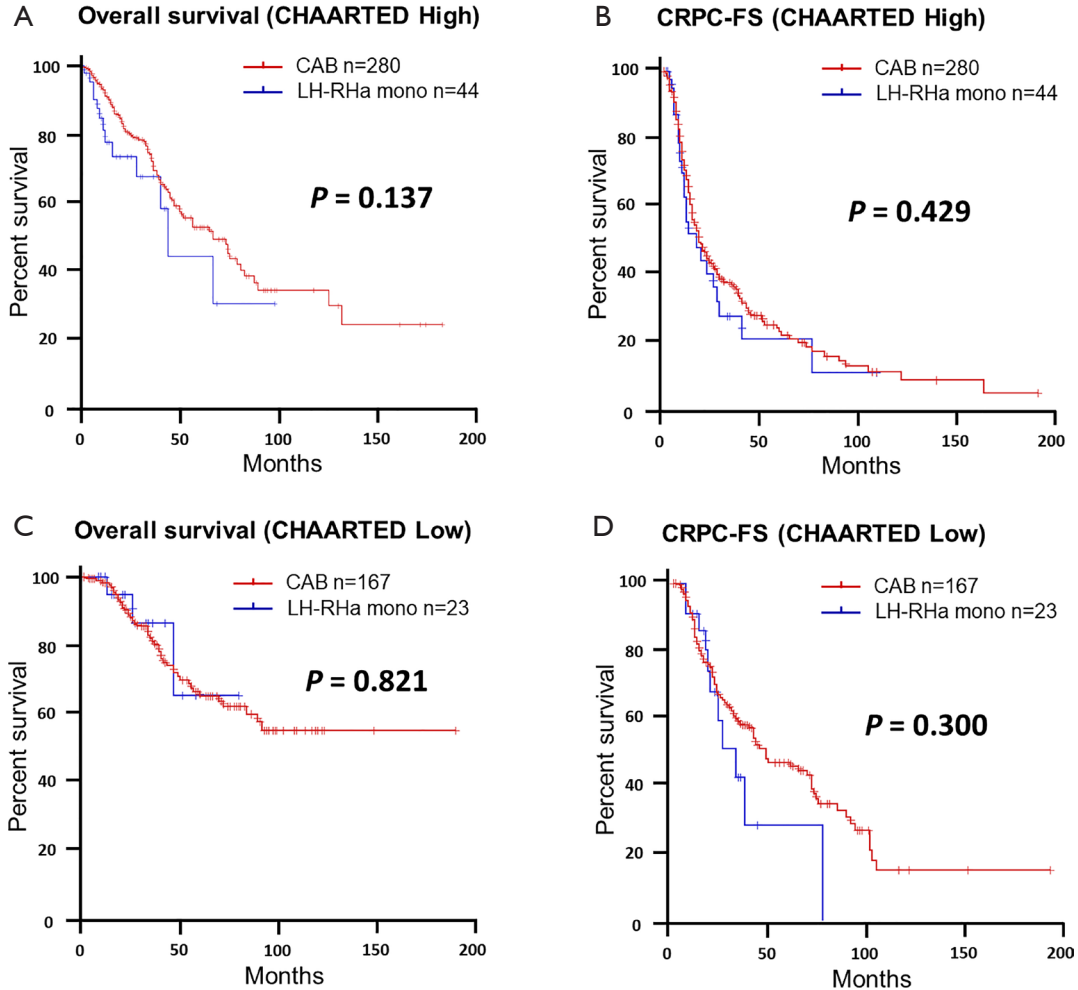 A
Overall survival (CHAARTED High)
CAB n=280
LH-RHa mono n=44
P = 0.137
Percent survival
100
80
60
40
20
0
0 50 100 150 200
Months
B
CRPC-FS (CHAARTED High)
CAB n=280
LH-RHa mono n=44
P = 0.429
Percent survival
100
80
60
40
20
0
0 50 100 150 200
Months
C
Overall survival (CHAARTED Low)
CAB n=167
LH-RHa mono n=23
P = 0.821
Percent survival
100
80
60
40
20
0
0 50 100 150 200
Months
D
CRPC-FS (CHAARTED Low)
CAB n=167
LH-RHa mono n=23
P = 0.300
Percent survival
100
80
60
40
20
0
0 50 100 150 200
Months